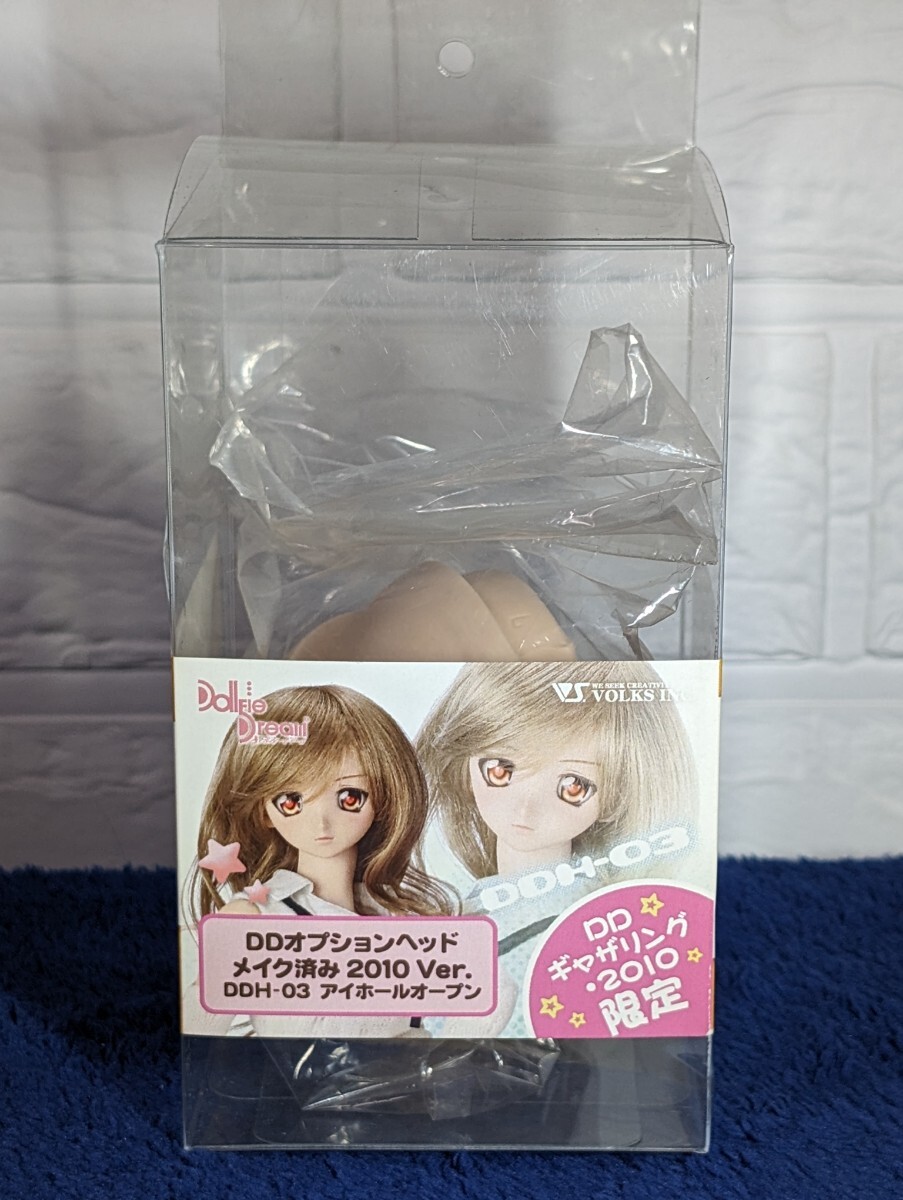 Dollfie
Dream
WE SEEK CREATIVITY
VOLKS IN
DDH-03
DDオプションヘッド
メイク済み 2010 Ver.
DDH-03 アイホールオープン
DD
ギャザリング
・2010
限定